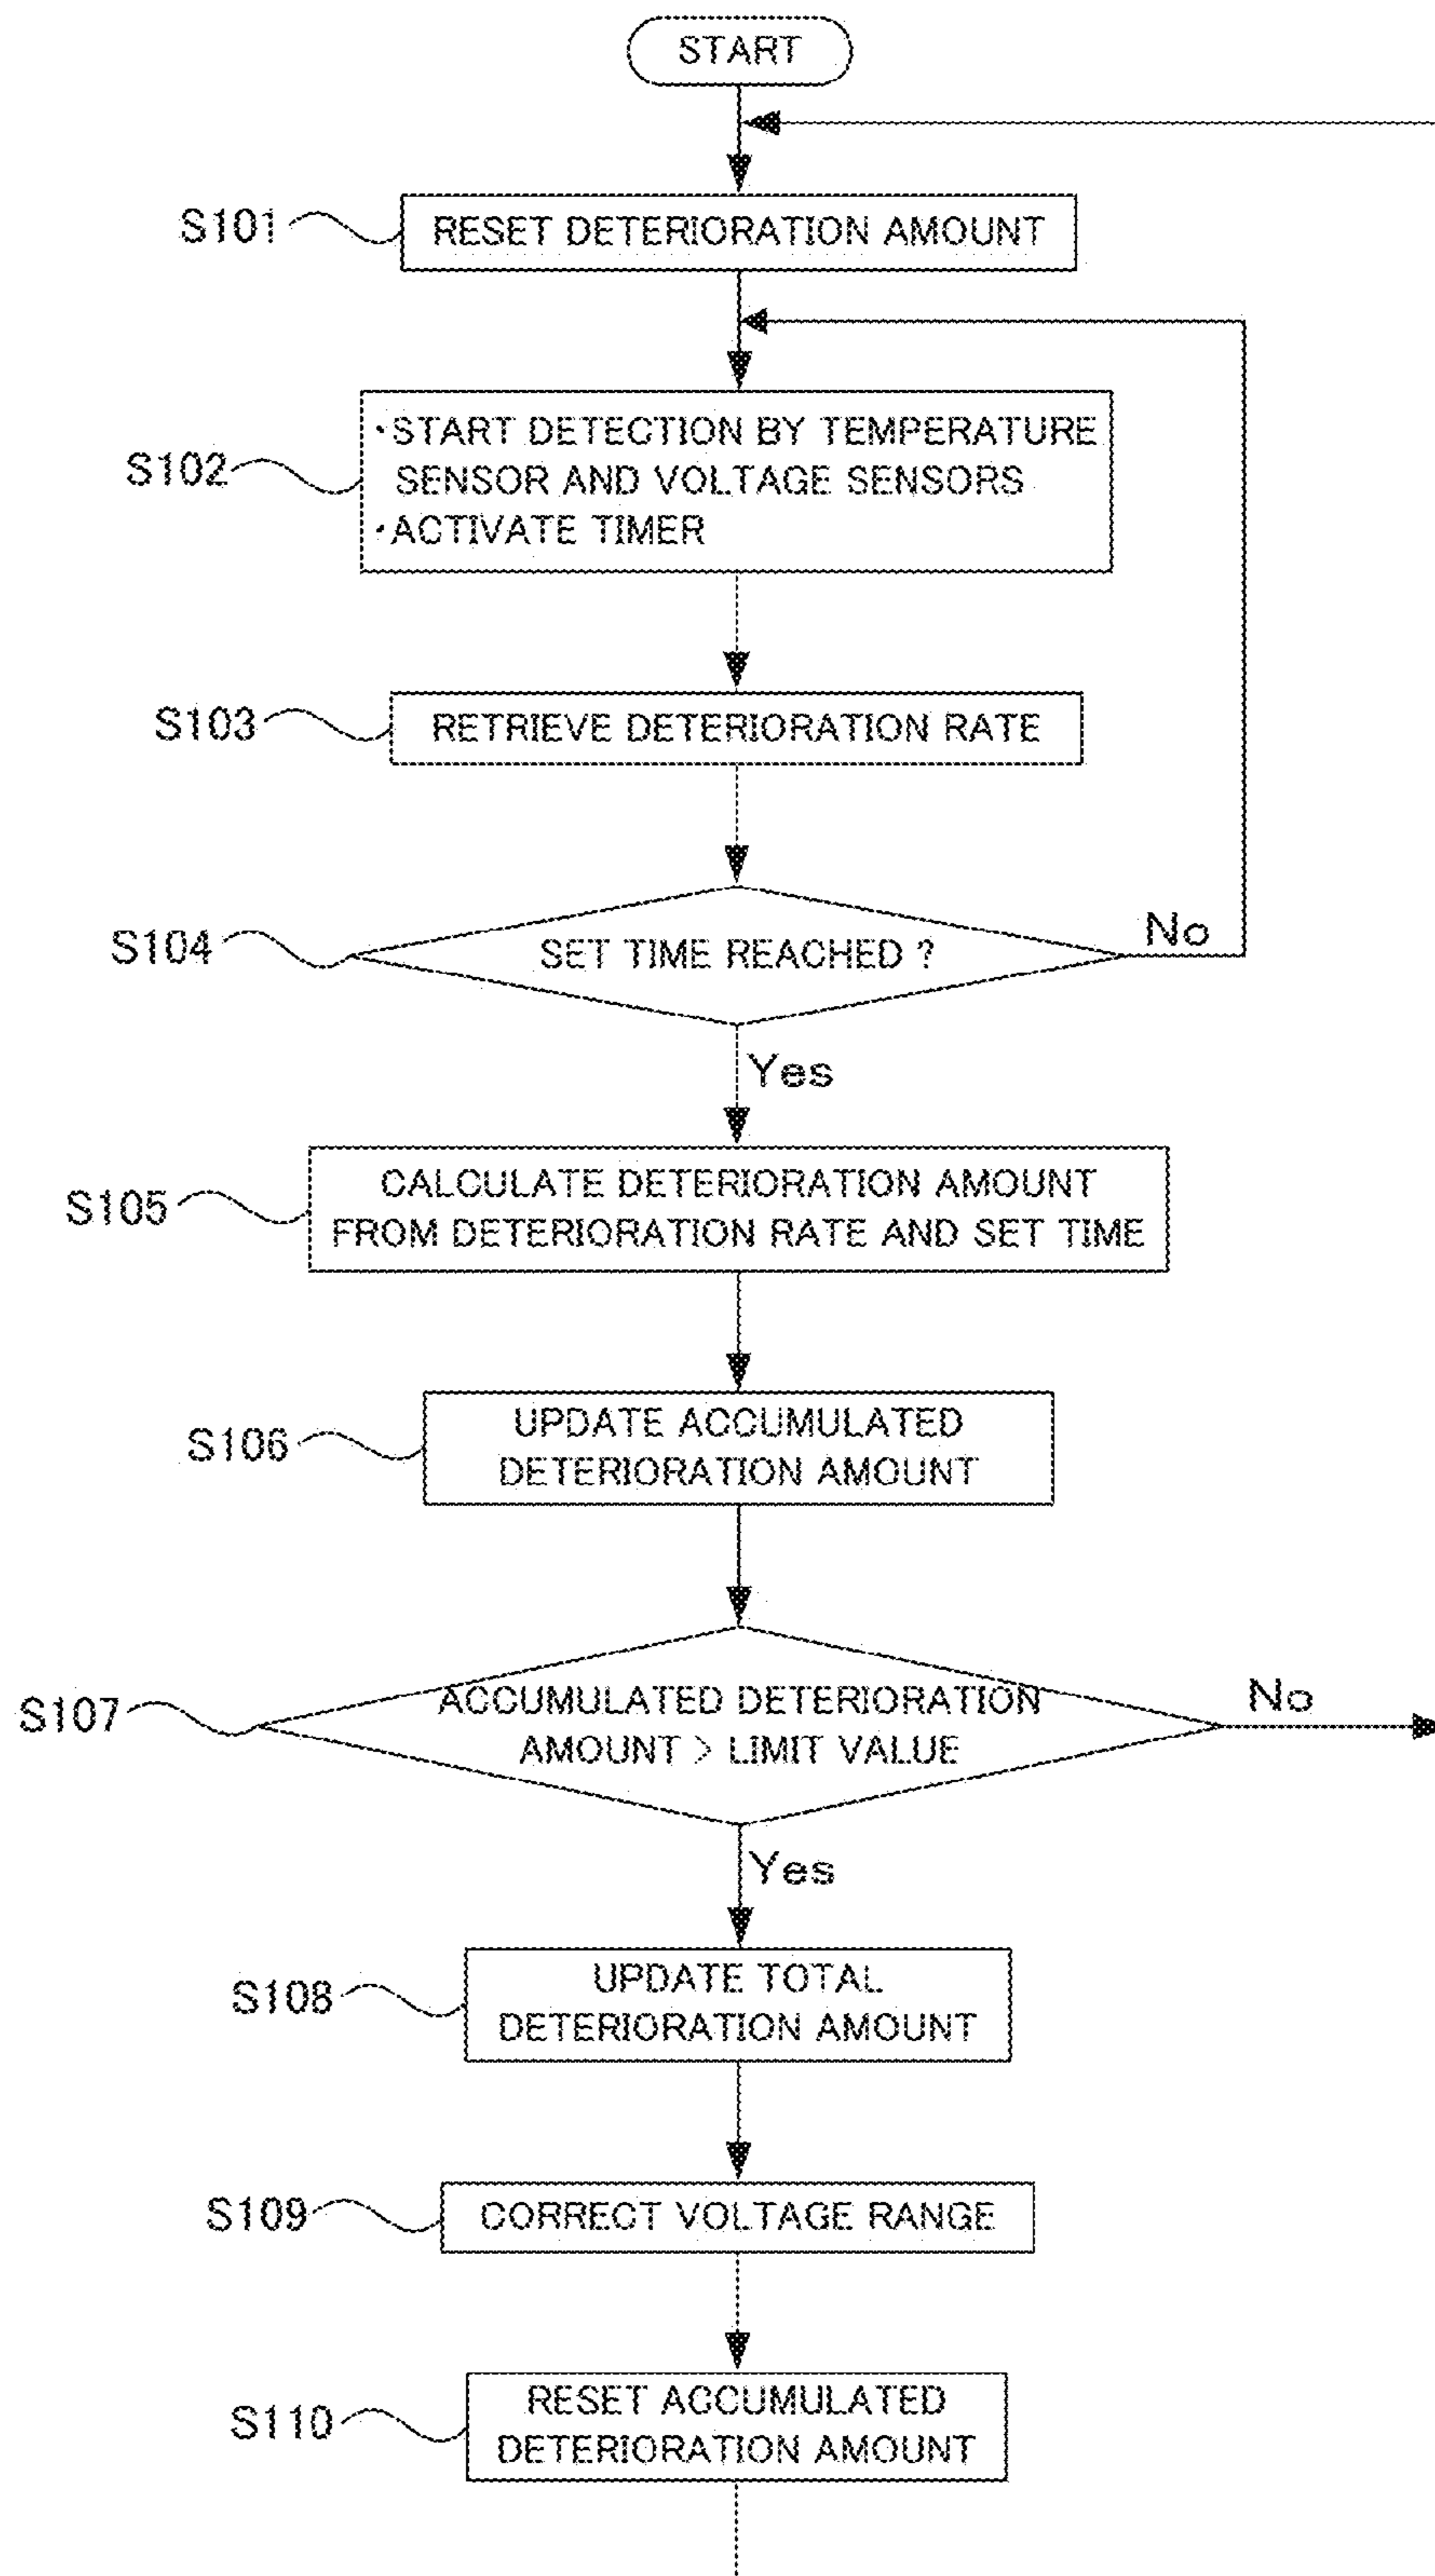 START
S101
RESET DETERIORATION AMOUNT
S102
・START DETECTION BY TEMPERATURE
SENSOR AND VOLTAGE SENSORS
・ACTIVATE TIMER
S103
RETRIEVE DETERIORATION RATE
S104
SET TIME REACHED ?
No
Yes
S105
CALCULATE DETERIORATION AMOUNT
FROM DETERIORATION RATE AND SET TIME
S106
UPDATE ACCUMULATED
DETERIORATION AMOUNT
S107
ACCUMULATED DETERIORATION
AMOUNT > LIMIT VALUE
No
Yes
S108
UPDATE TOTAL
DETERIORATION AMOUNT
S109
CORRECT VOLTAGE RANGE
S110
RESET ACCUMULATED
DETERIORATION AMOUNT